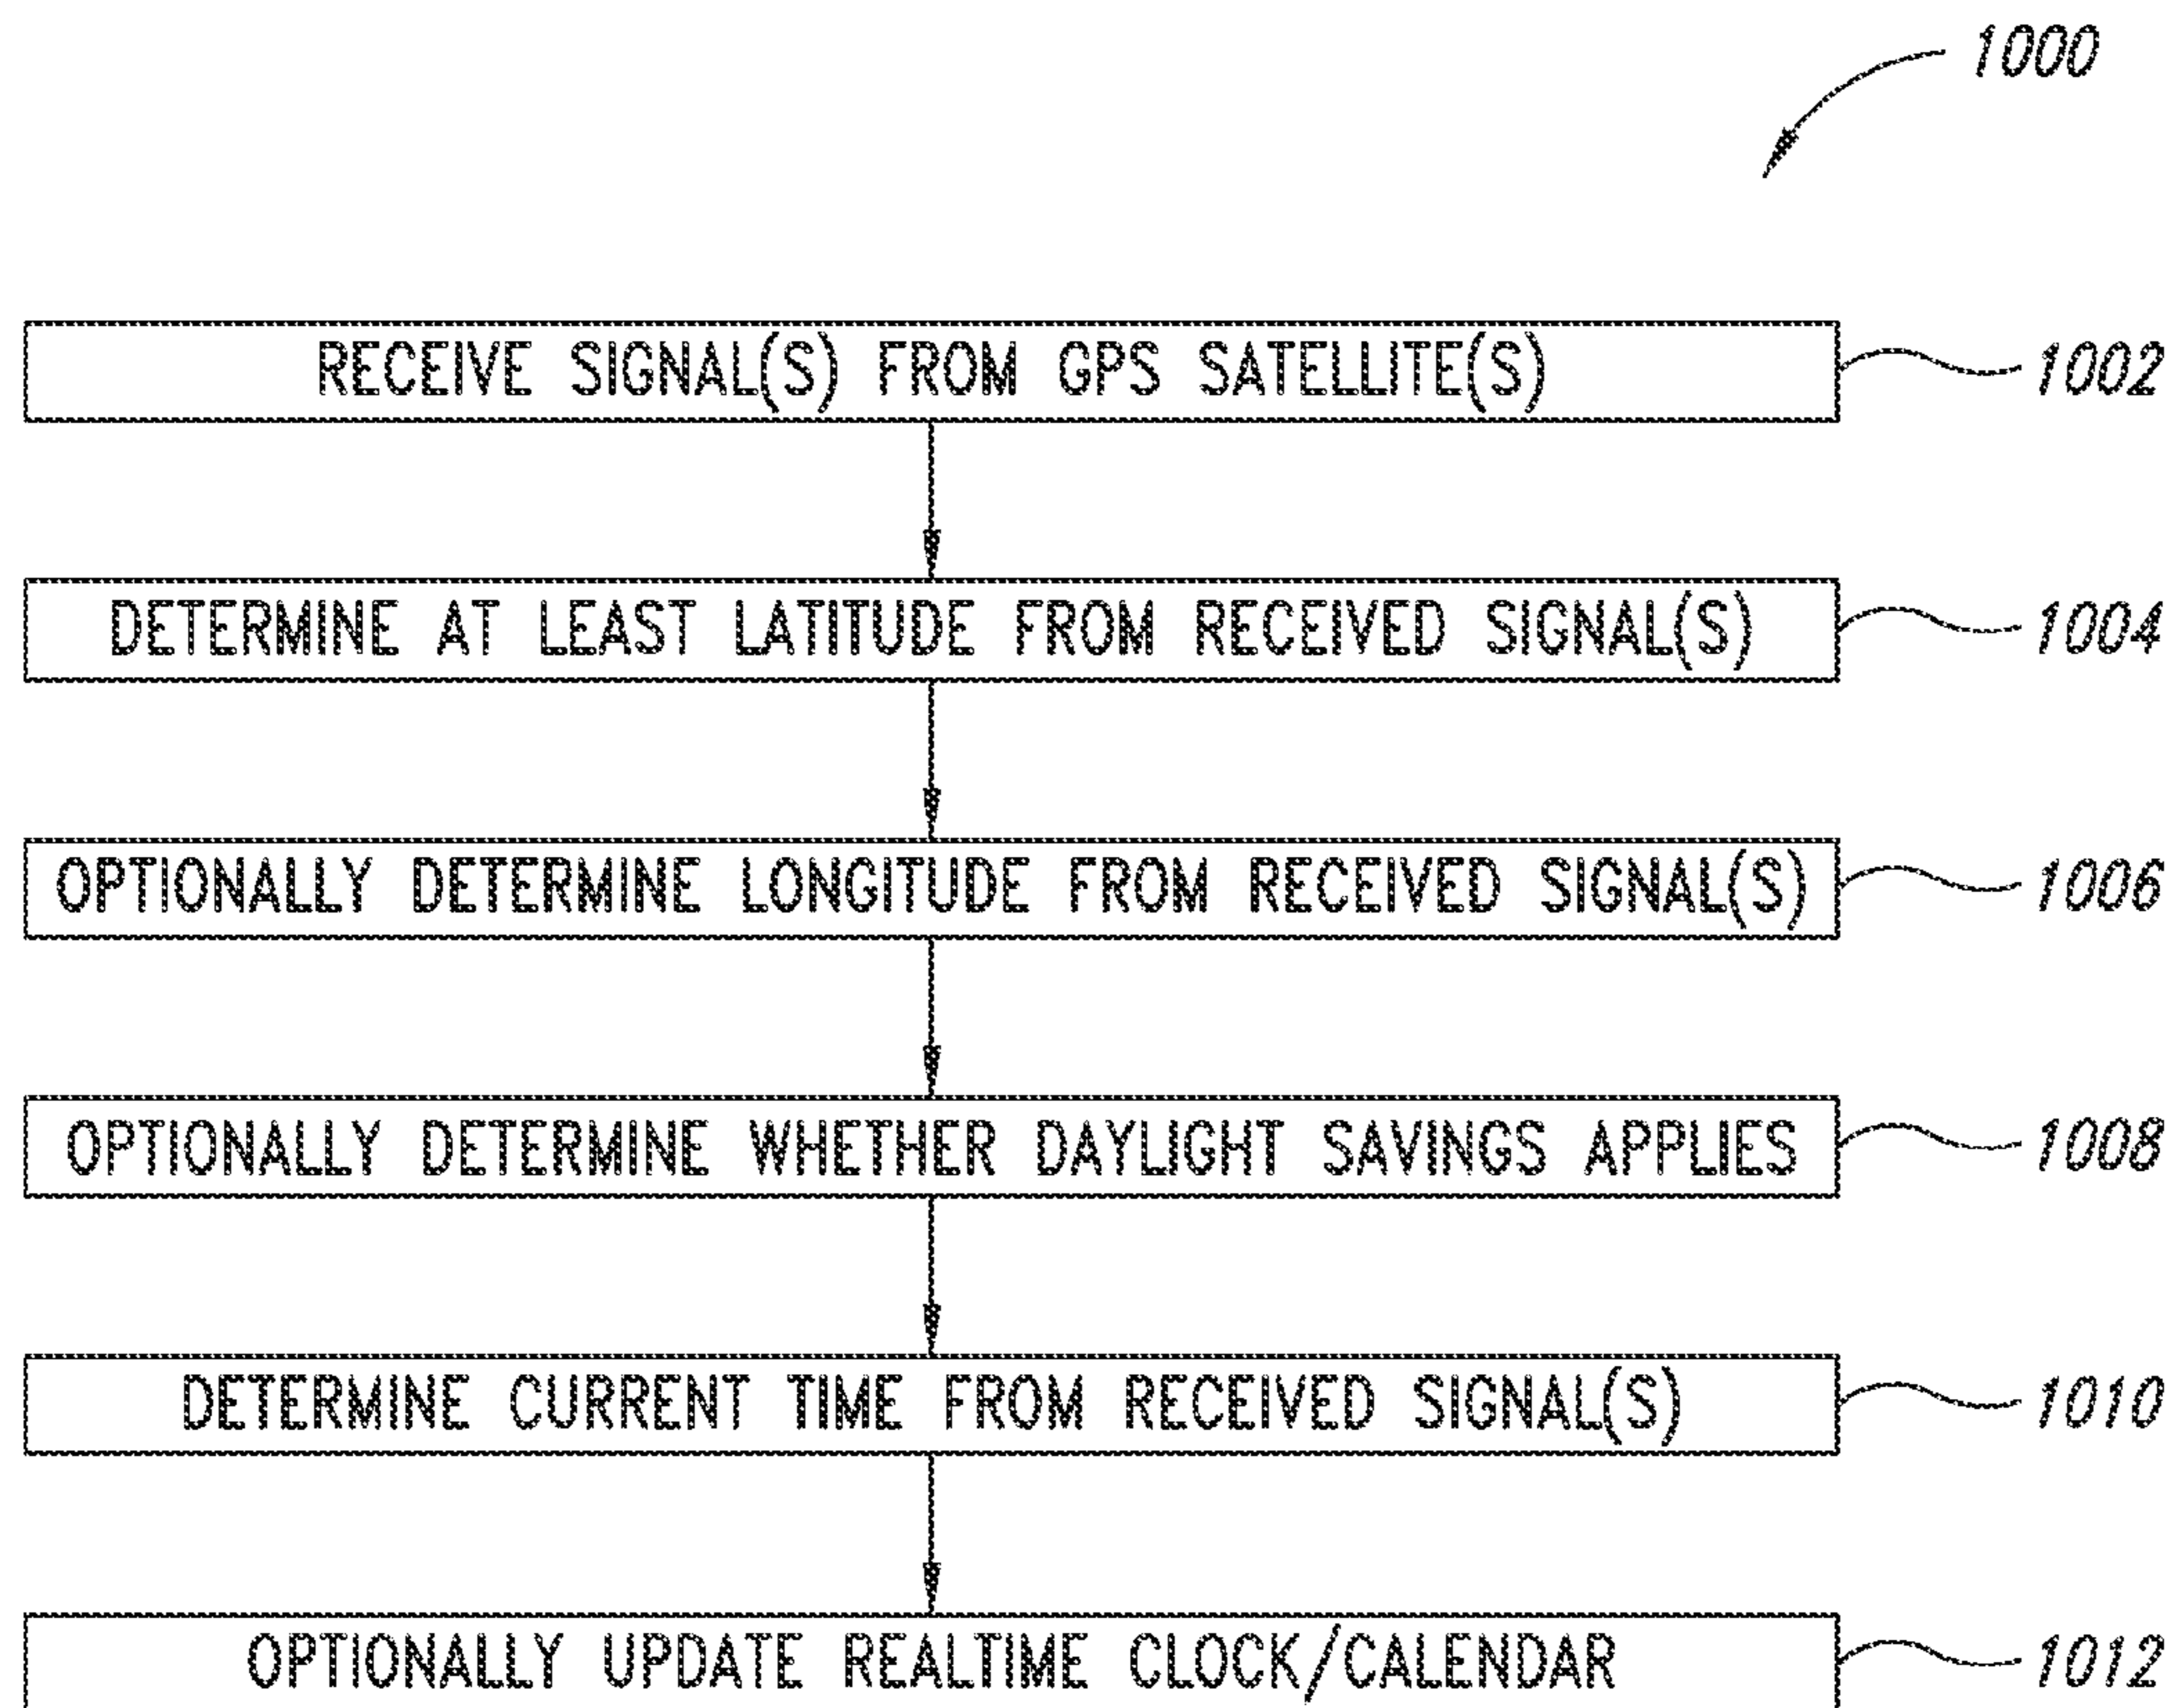 1000
RECEIVE SIGNAL(S) FROM GPS SATELLITE(S) 1002
DETERMINE AT LEAST LATITUDE FROM RECEIVED SIGNAL(S) 1004
OPTIONALLY DETERMINE LONGITUDE FROM RECEIVED SIGNAL(S) 1006
OPTIONALLY DETERMINE WHETHER DAYLIGHT SAVINGS APPLIES 1008
DETERMINE CURRENT TIME FROM RECEIVED SIGNAL(S) 1010
OPTIONALLY UPDATE REALTIME CLOCK/CALENDAR 1012